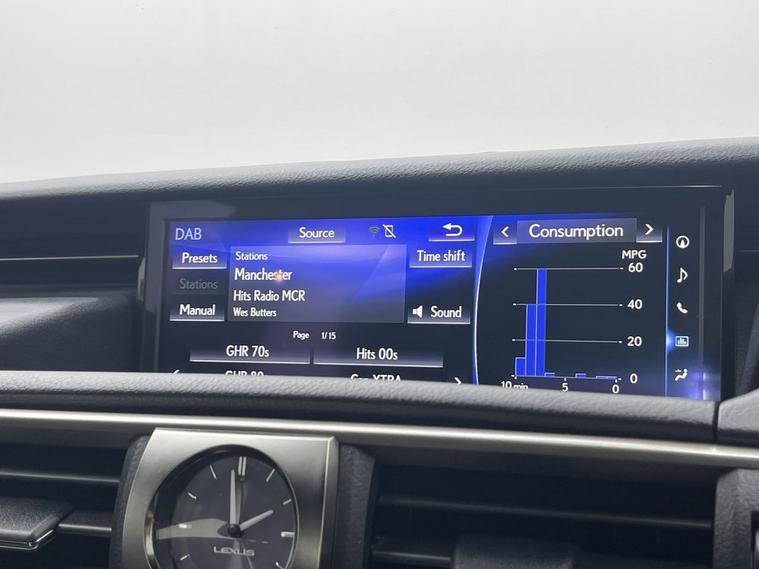 DAB
Source
< Consumption >
Presets
Stations
Time shift
MPG
Stations
Manchester
60
Manual
Hits Radio MCR
Sound
40
Wes Butters
Page 1/15
20
GHR 70s
Hits 00s
0
10 min 5 0
LEXUS